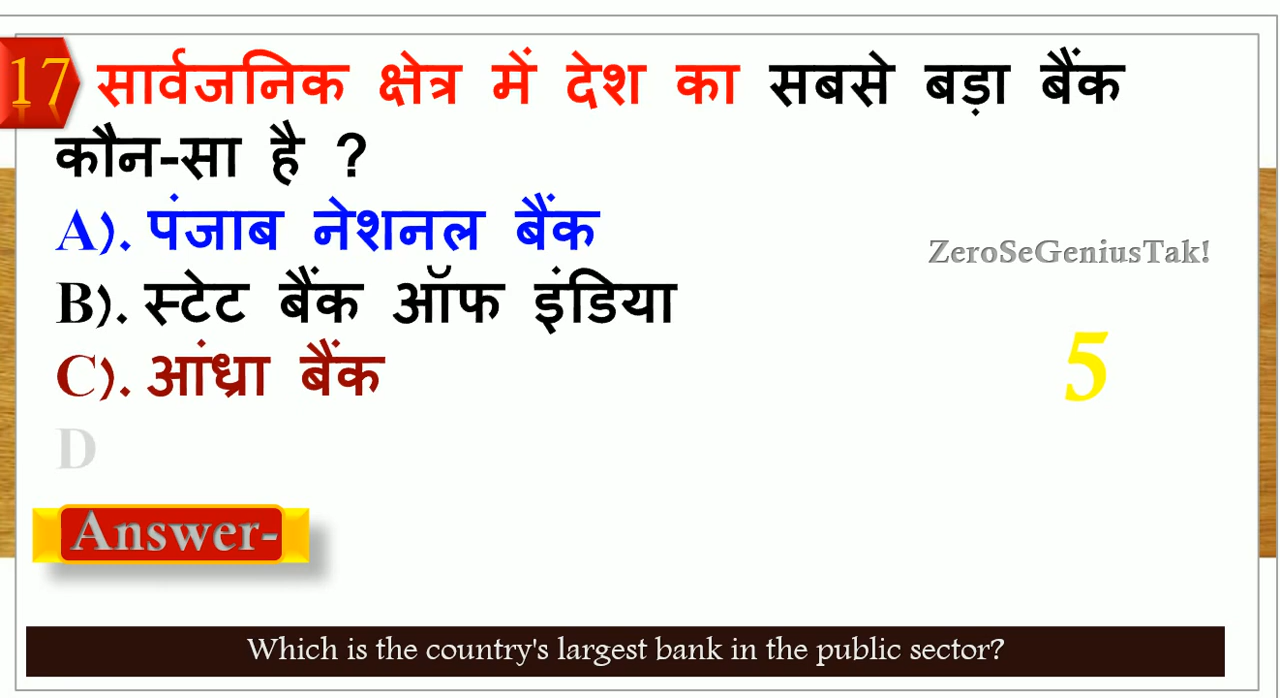 17 सार्वजनिक क्षेत्र में देश का सबसे बड़ा बैंक
कौन-सा है ?
A). पंजाब नेशनल बैंक
ZeroSeGeniusTak!
B). स्टेट बैंक ऑफ इंडिया
5
C). आंध्रा बैंक
D
Answer-
Which is the country's largest bank in the public sector?